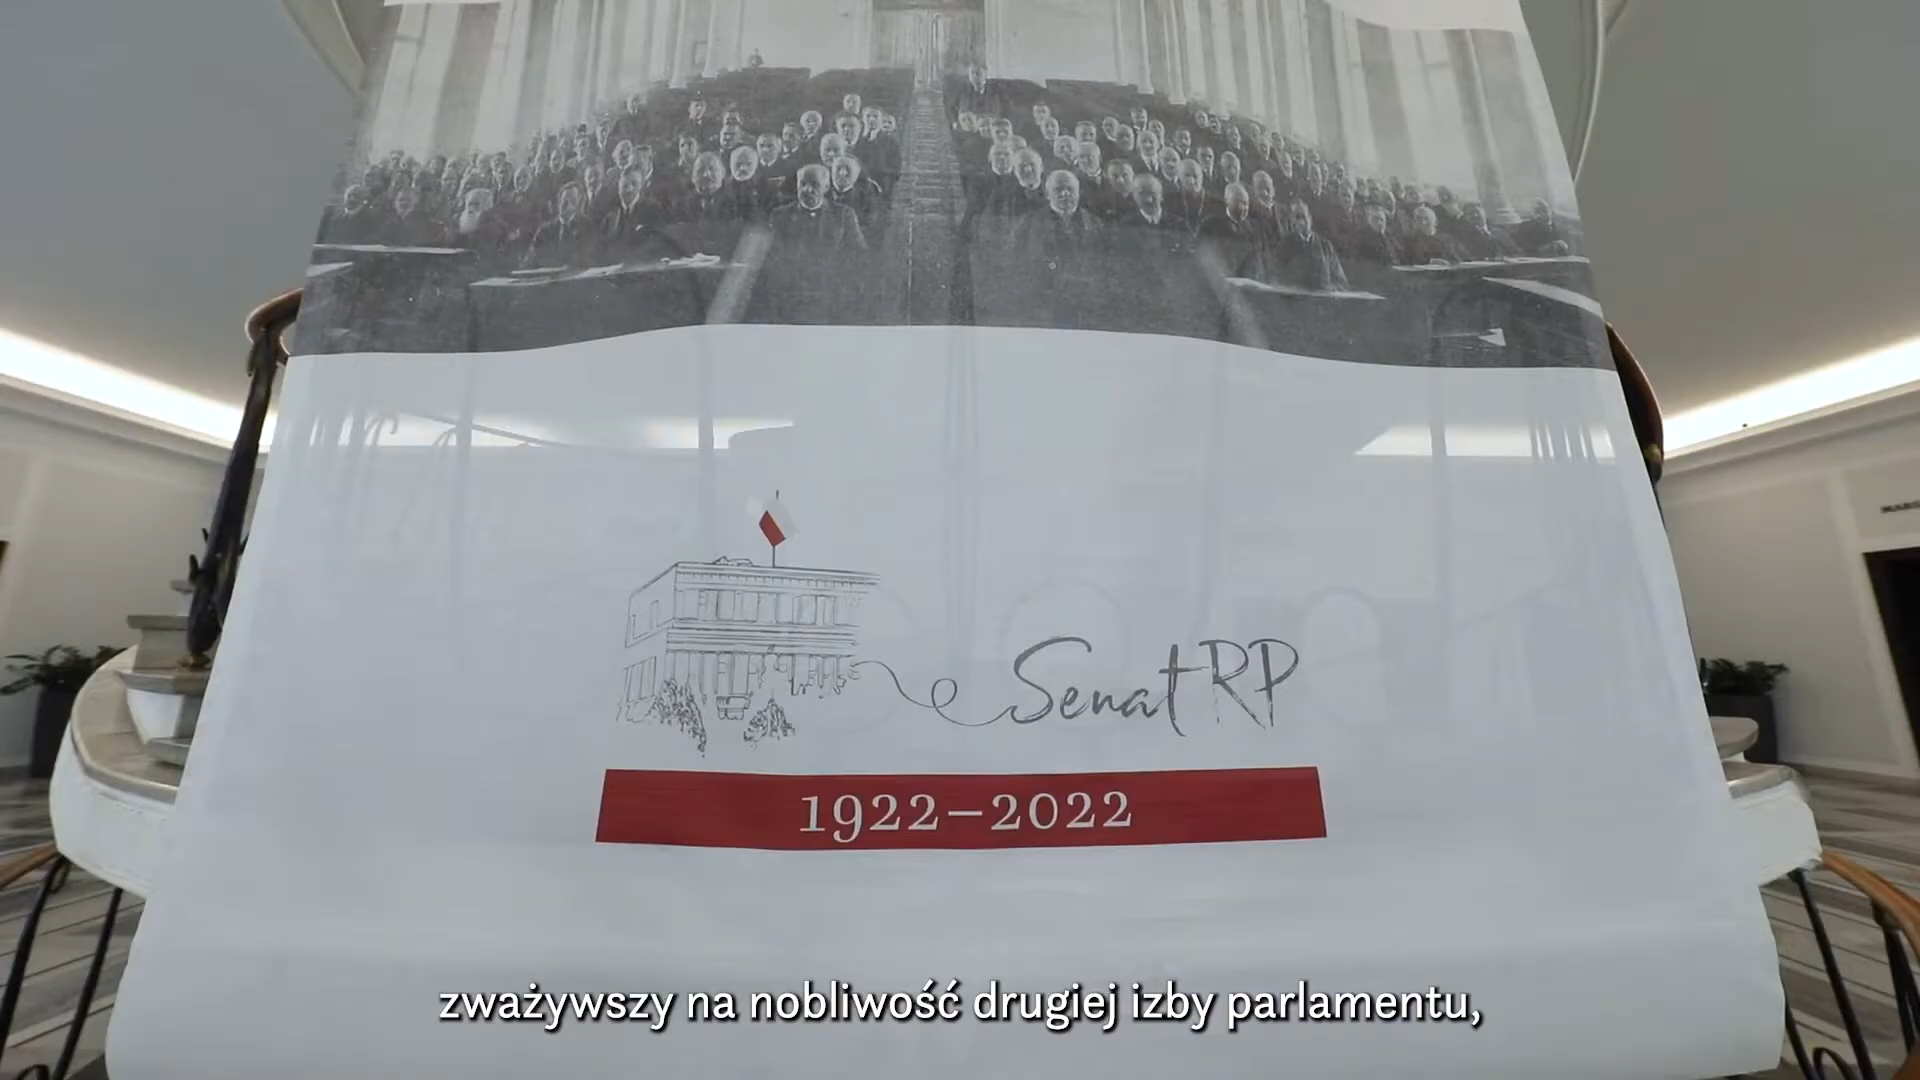 Senat RP
1922–2022
zważywszy na nobliwość drugiej izby parlamentu,